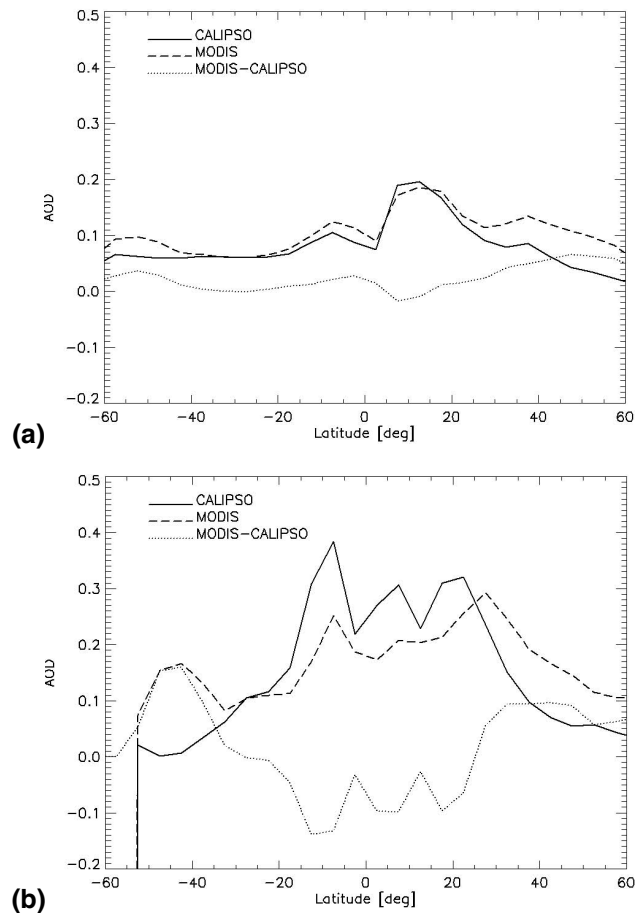 0.5
CALIPSO
MODIS
MODIS-CALIPSO
0.4
0.3
0.2
0.1
0.0
-0.1
-0.2
AOD
-60 -40 -20 0 20 40 60
Latitude [deg]
(a)
0.5
CALIPSO
MODIS
MODIS-CALIPSO
0.4
0.3
0.2
0.1
0.0
-0.1
-0.2
AOD
-60 -40 -20 0 20 40 60
Latitude [deg]
(b)